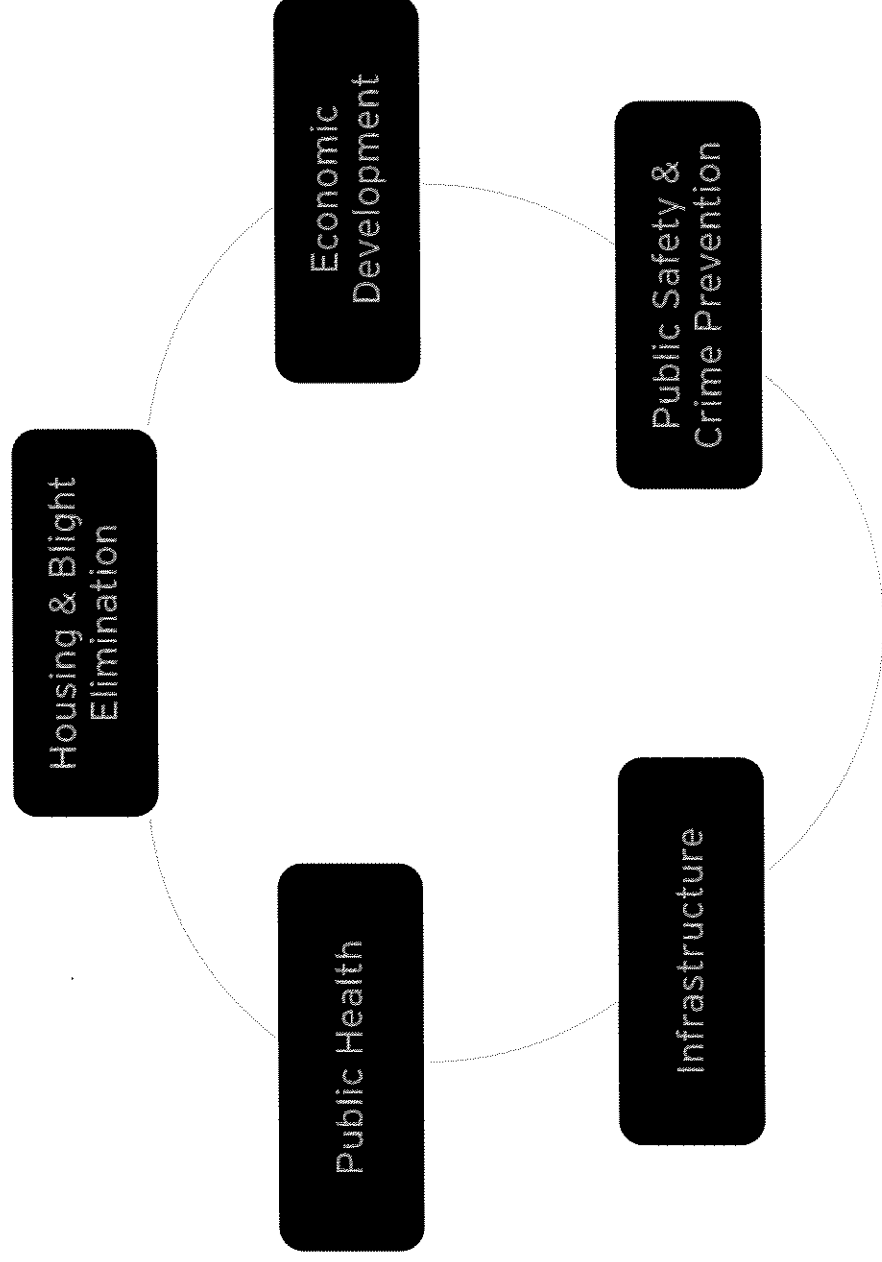 Housing & Blight
Elimination
Economic
Development
Public Safety &
Crime Prevention
Infrastructure
Public Health